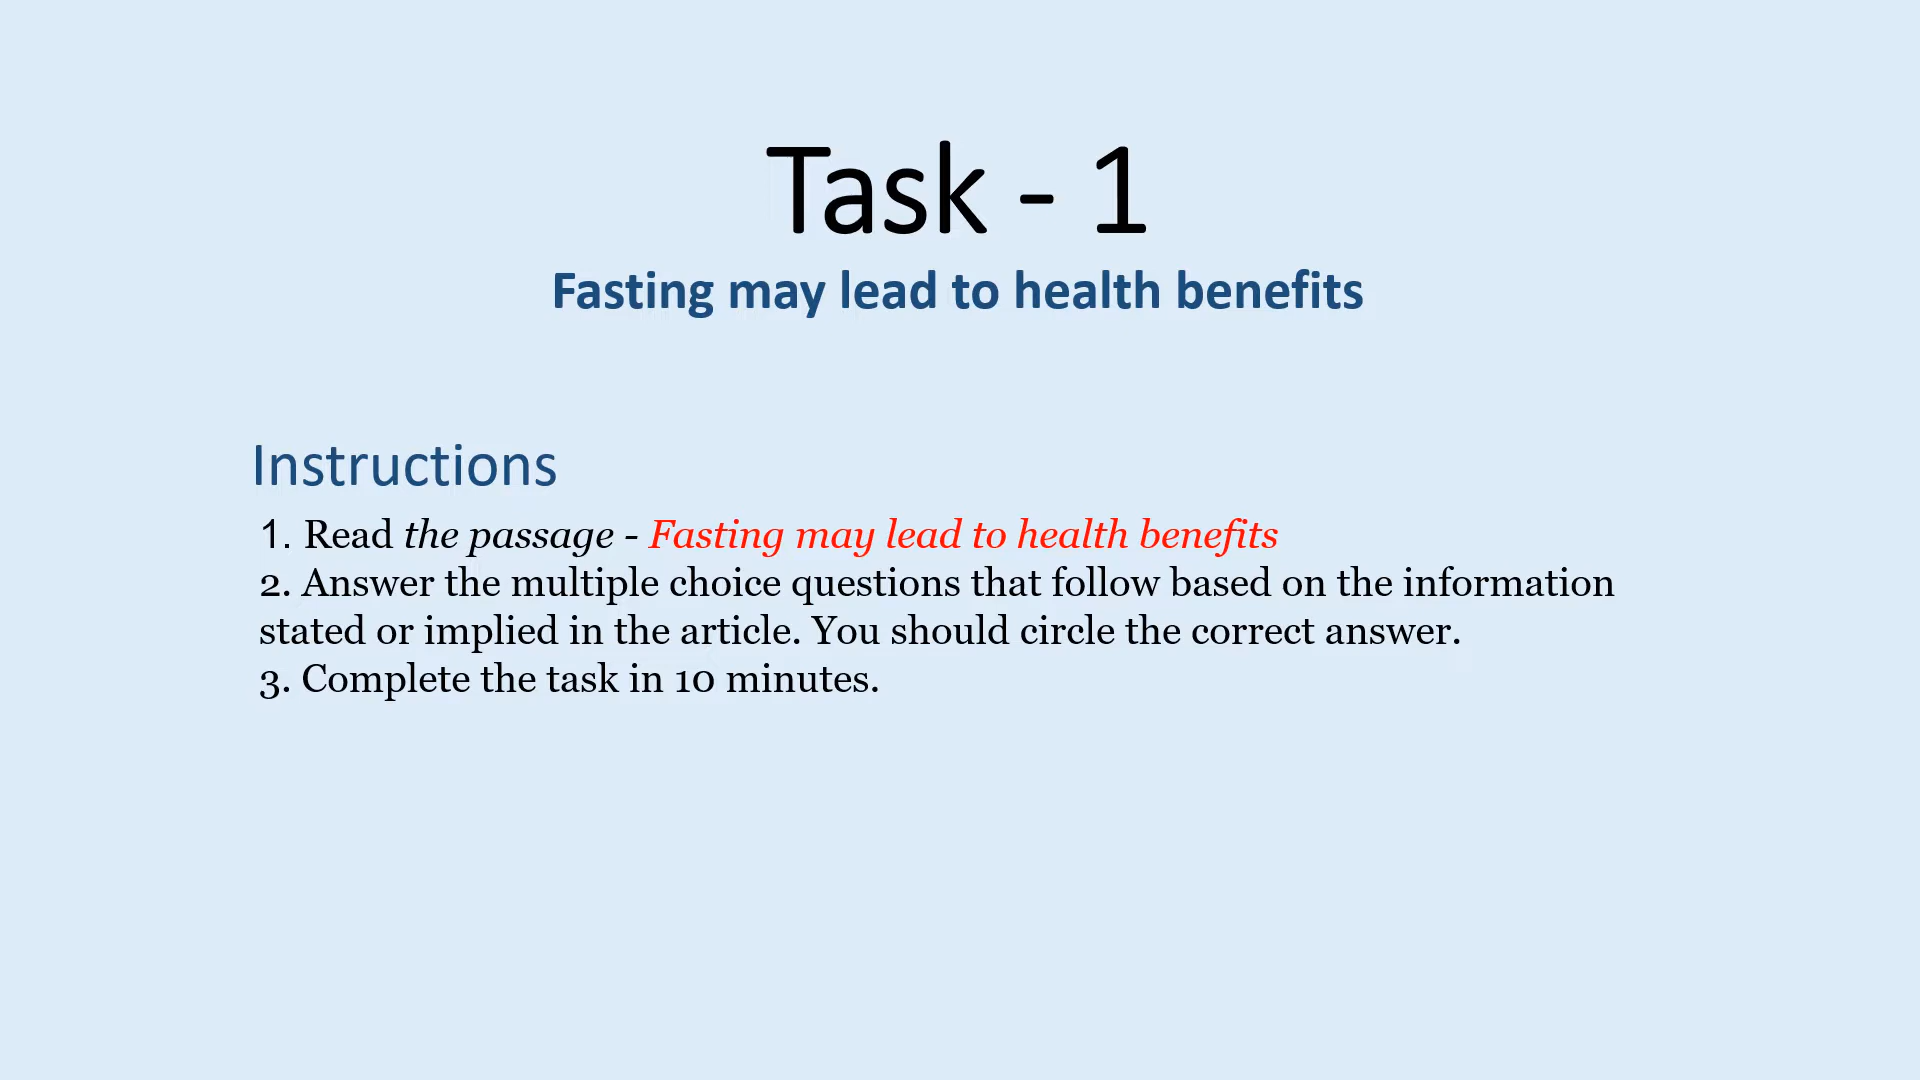 Task - 1
Fasting may lead to health benefits
Instructions
1. Read the passage - Fasting may lead to health benefits
2. Answer the multiple choice questions that follow based on the information
stated or implied in the article. You should circle the correct answer.
3. Complete the task in 10 minutes.